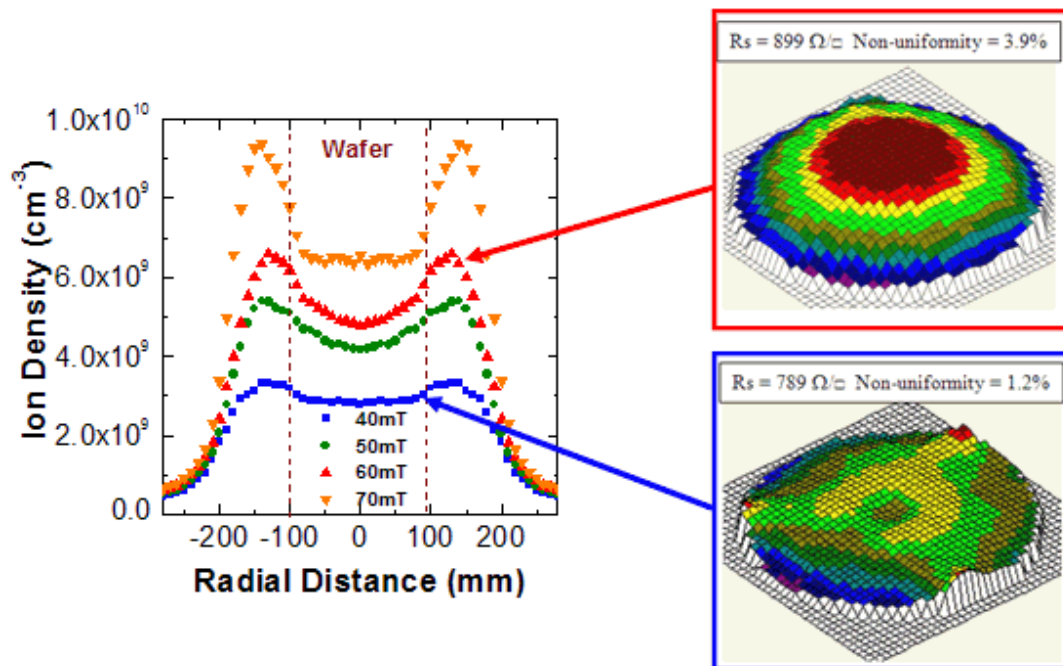 Rs = 899 Ω/□ Non-uniformity = 3.9%
Ion Density (cm⁻³)
1.0x10¹⁰
8.0x10⁹
6.0x10⁹
4.0x10⁹
2.0x10⁹
0.0
Wafer
40mT
50mT
60mT
70mT
-200 -100 0 100 200
Radial Distance (mm)
Rs = 789 Ω/□ Non-uniformity = 1.2%